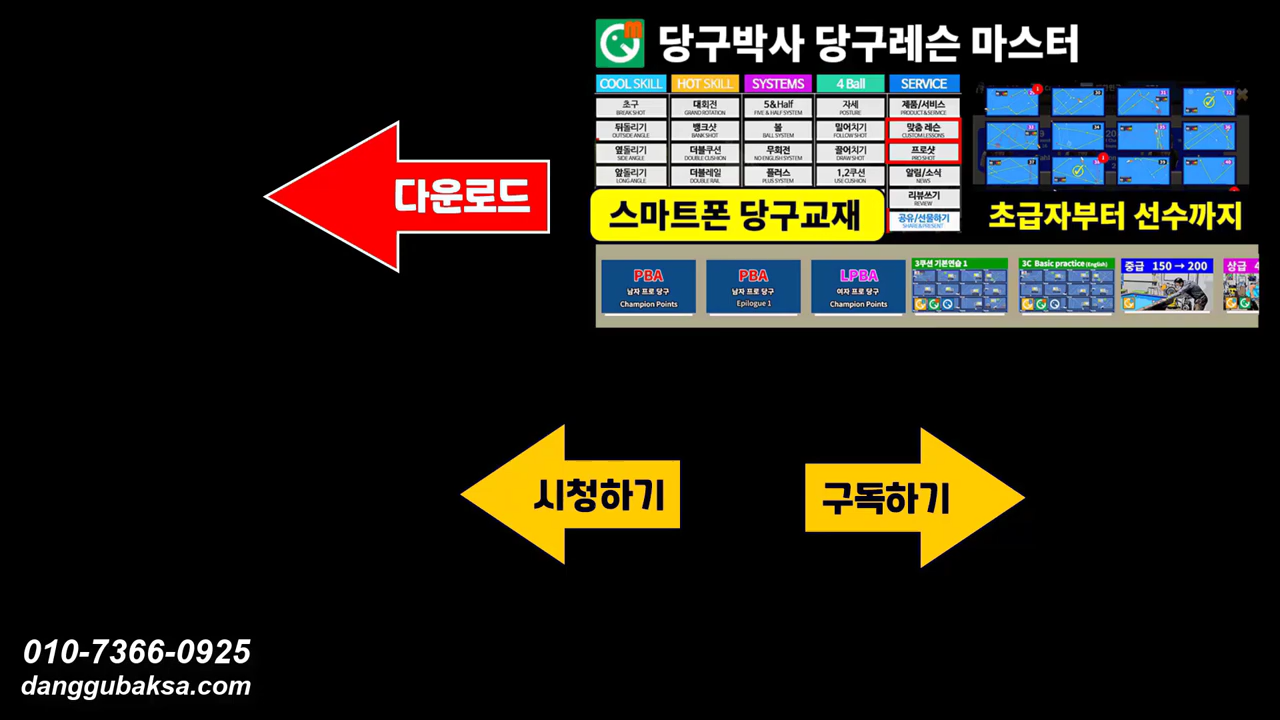 당구박사 당구레슨 마스터
COOL SKILL HOT SKILL SYSTEMS 4 Ball SERVICE
초구 대회전 5&Half 자세 제품/서비스
BREAK SHOT GRAND ROTATION FIVE & HALF SYSTEM POSTURE PRODUCT & SERVICE
뒤돌리기 뱅크샷 볼 밀어치기 맞춤 레슨
OUTSIDE ANGLE BANK SHOT BALL SYSTEM FOLLOW SHOT CUSTOM LESSONS
옆돌리기 더블쿠션 무회전 끌어치기 프로샷
SIDE ANGLE DOUBLE CUSHION NO ENGLISH SYSTEM DRAW SHOT PRO SHOT
앞돌리기 더블레일 플러스 1,2쿠션 알림/소식
LONG ANGLE DOUBLE RAIL PLUS SYSTEM USE CUSHION NEWS
리뷰쓰기
REVIEW
공유/선물하기
SHARE & PRESENT
다운로드
스마트폰 당구교재
초급자부터 선수까지
PBA PBA LPBA 3쿠션 기본연습 1 3C Basic practice (English) 중급 150 → 200 상급
남자 프로 당구 남자 프로 당구 여자 프로 당구
Champion Points Epilogue 1 Champion Points
시청하기
구독하기
010-7366-0925
danggubaksa.com